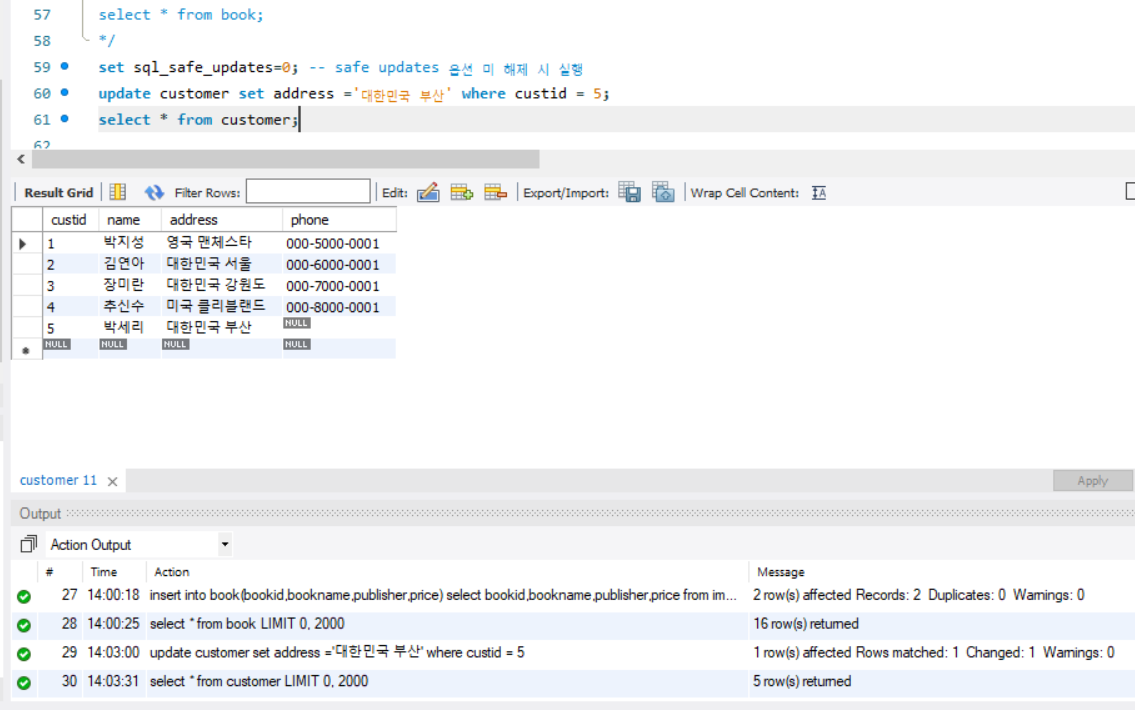 57 select * from book;
58 */
59 set sql_safe_updates=0; -- safe updates 옵션 미 해제 시 실행
60 update customer set address ='대한민국 부산' where custid = 5;
61 select * from customer;
62
Result Grid Filter Rows: Edit: Export/Import: Wrap Cell Content: IA
custid name address phone
1 박지성 영국 맨체스타 000-5000-0001
2 김연아 대한민국 서울 000-6000-0001
3 장미란 대한민국 강원도 000-7000-0001
4 추신수 미국 클리블랜드 000-8000-0001
5 박세리 대한민국 부산 NULL
NULL NULL NULL NULL
customer 11 Apply
Output
Action Output
# Time Action Message
27 14:00:18 insert into book(bookid,bookname,publisher,price) select bookid,bookname,publisher,price from im... 2 row(s) affected Records: 2 Duplicates: 0 Warnings: 0
28 14:00:25 select * from book LIMIT 0, 2000 16 row(s) returned
29 14:03:00 update customer set address ='대한민국 부산' where custid = 5 1 row(s) affected Rows matched: 1 Changed: 1 Warnings: 0
30 14:03:31 select * from customer LIMIT 0, 2000 5 row(s) returned